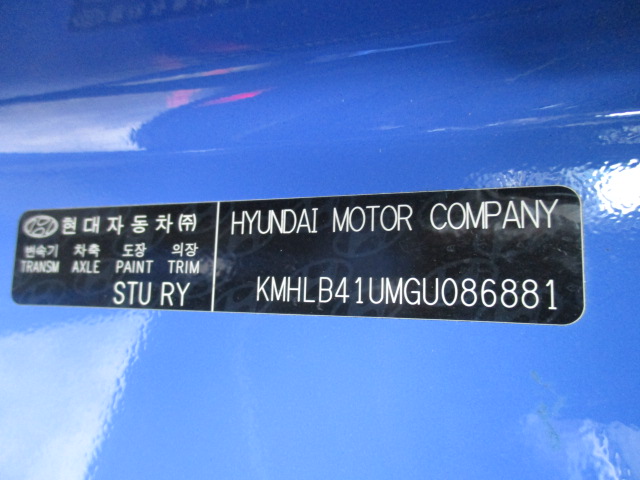 현대자동차㈜
변속기 차축 도장 의장
TRANSM AXLE PAINT TRIM
STU RY
HYUNDAI MOTOR COMPANY
KMHLB41UMGU086881